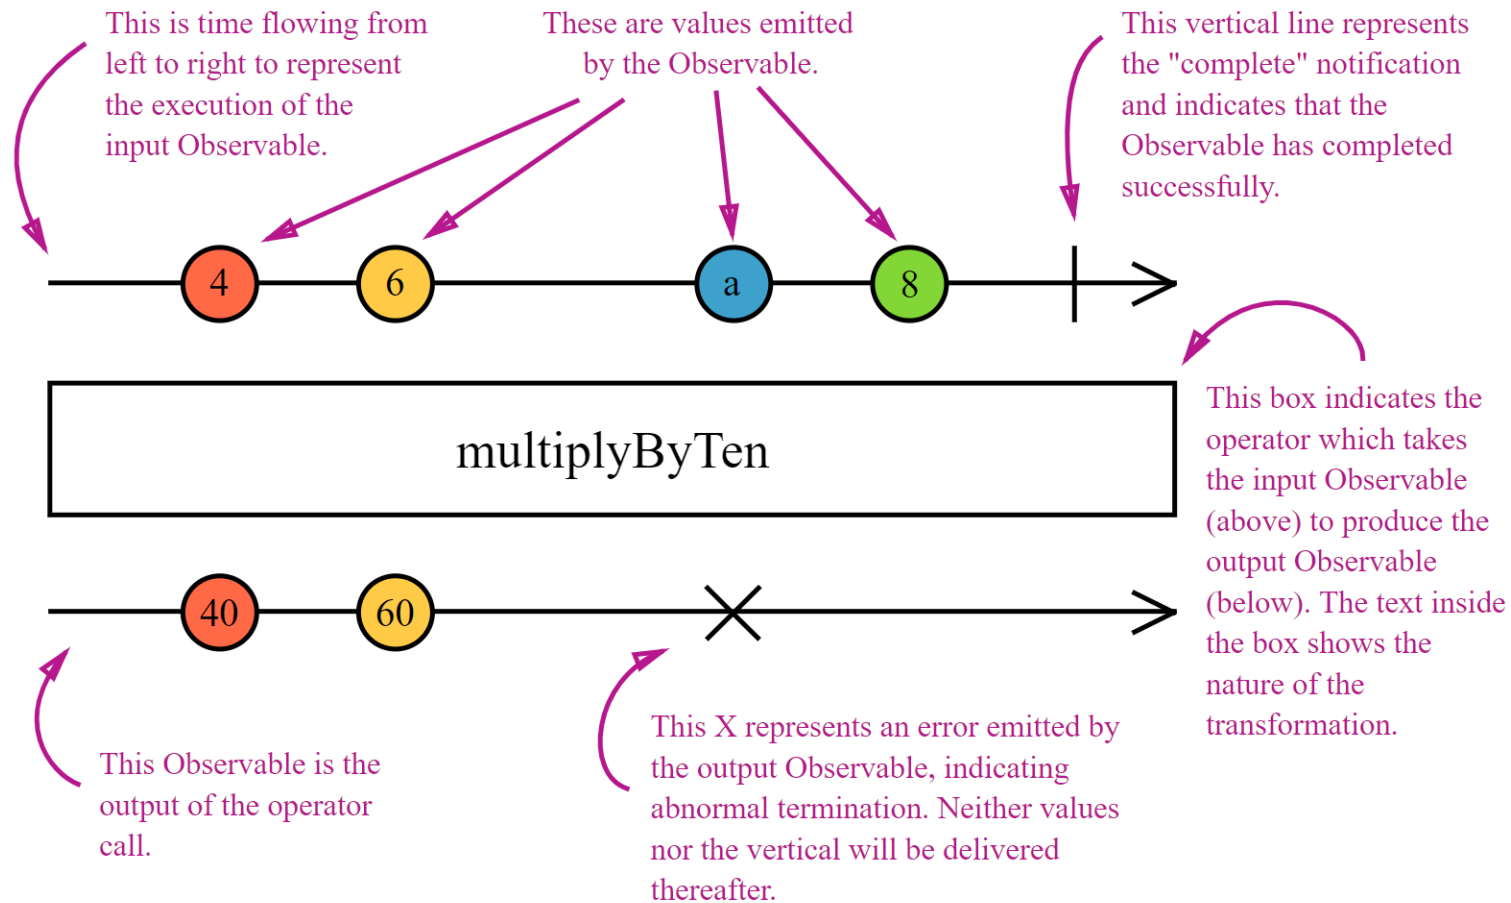 This is time flowing from
left to right to represent
the execution of the
input Observable.
These are values emitted
by the Observable.
This vertical line represents
the "complete" notification
and indicates that the
Observable has completed
successfully.
4
6
a
8
multiplyByTen
This box indicates the
operator which takes
the input Observable
(above) to produce the
output Observable
(below). The text inside
the box shows the
nature of the
transformation.
40
60
This Observable is the
output of the operator
call.
This X represents an error emitted by
the output Observable, indicating
abnormal termination. Neither values
nor the vertical will be delivered
thereafter.